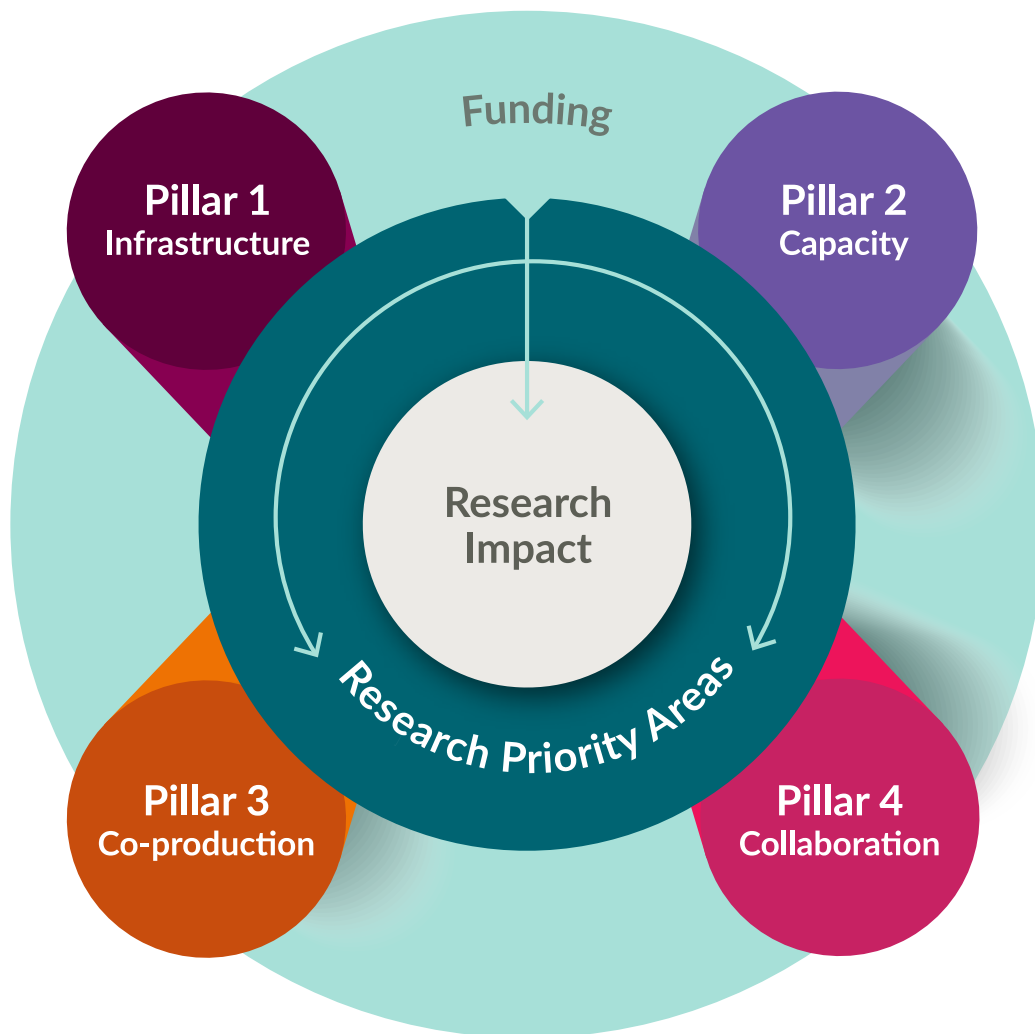 Funding
Pillar 1
Infrastructure
Pillar 2
Capacity
Research
Impact
Research Priority Areas
Pillar 3
Co-production
Pillar 4
Collaboration